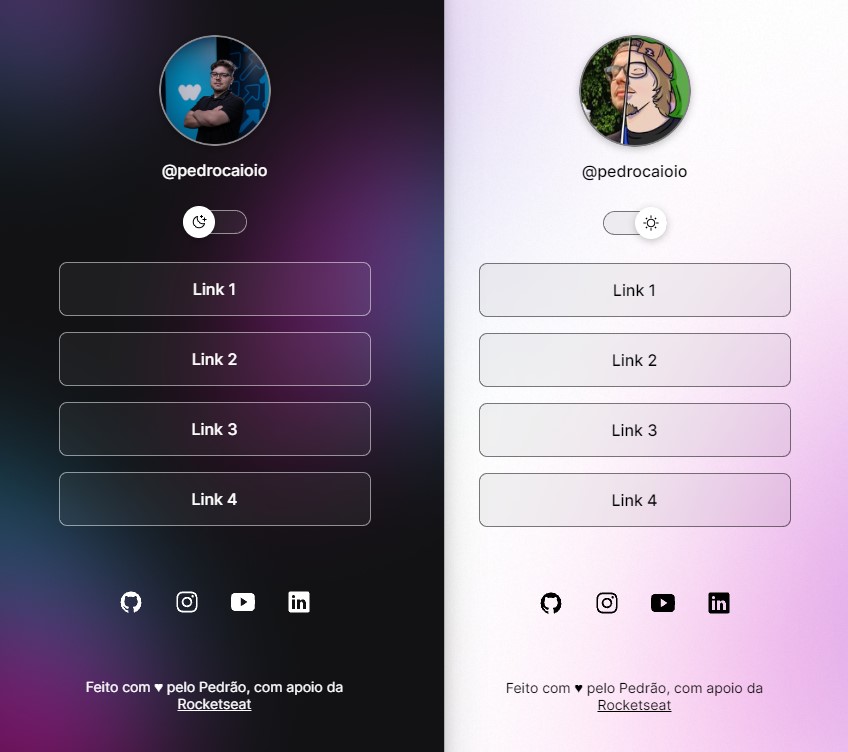 @pedrocaioio
Link 1
Link 2
Link 3
Link 4
Feito com ♥ pelo Pedrão, com apoio da
Rocketseat
@pedrocaioio
Link 1
Link 2
Link 3
Link 4
Feito com ♥ pelo Pedrão, com apoio da
Rocketseat